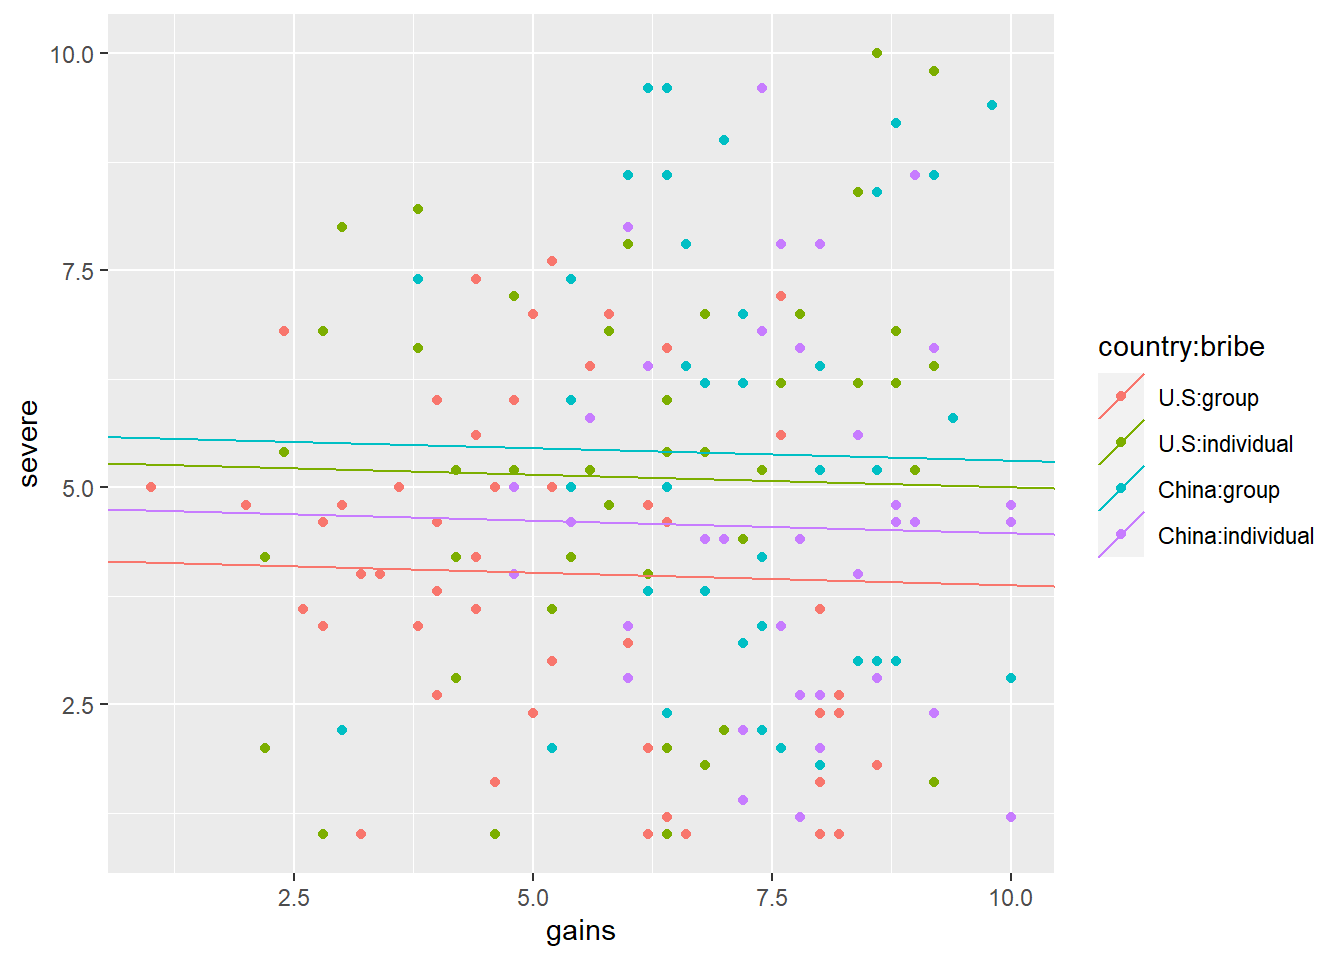 10.0
7.5
5.0
2.5
severe
2.5 5.0 7.5 10.0
gains
country:bribe
U.S:group
U.S:individual
China:group
China:individual